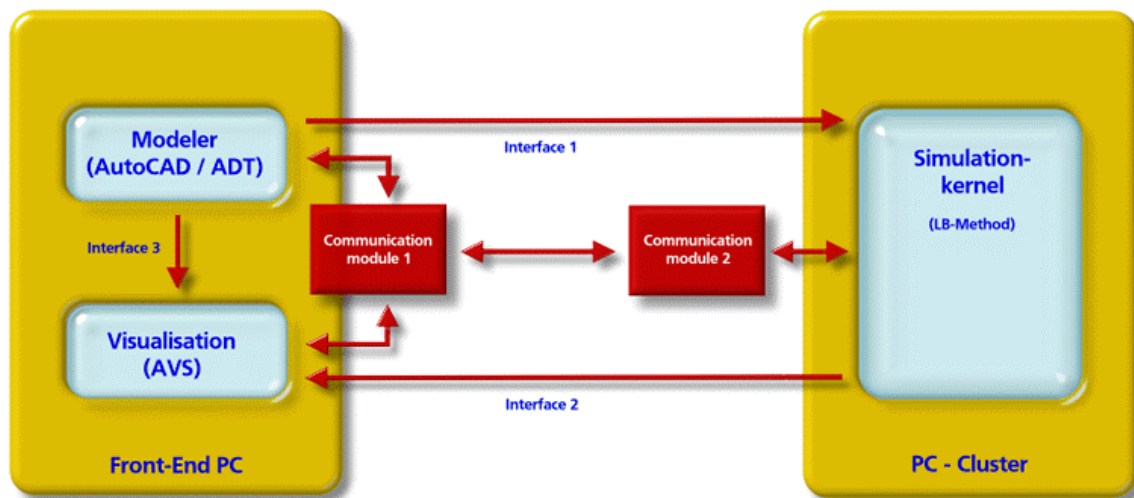 Modeler
(AutoCAD / ADT)
Interface 1
Simulation-
kernel
(LB-Method)
Communication
module 1
Communication
module 2
Interface 3
Visualisation
(AVS)
Interface 2
Front-End PC
PC - Cluster